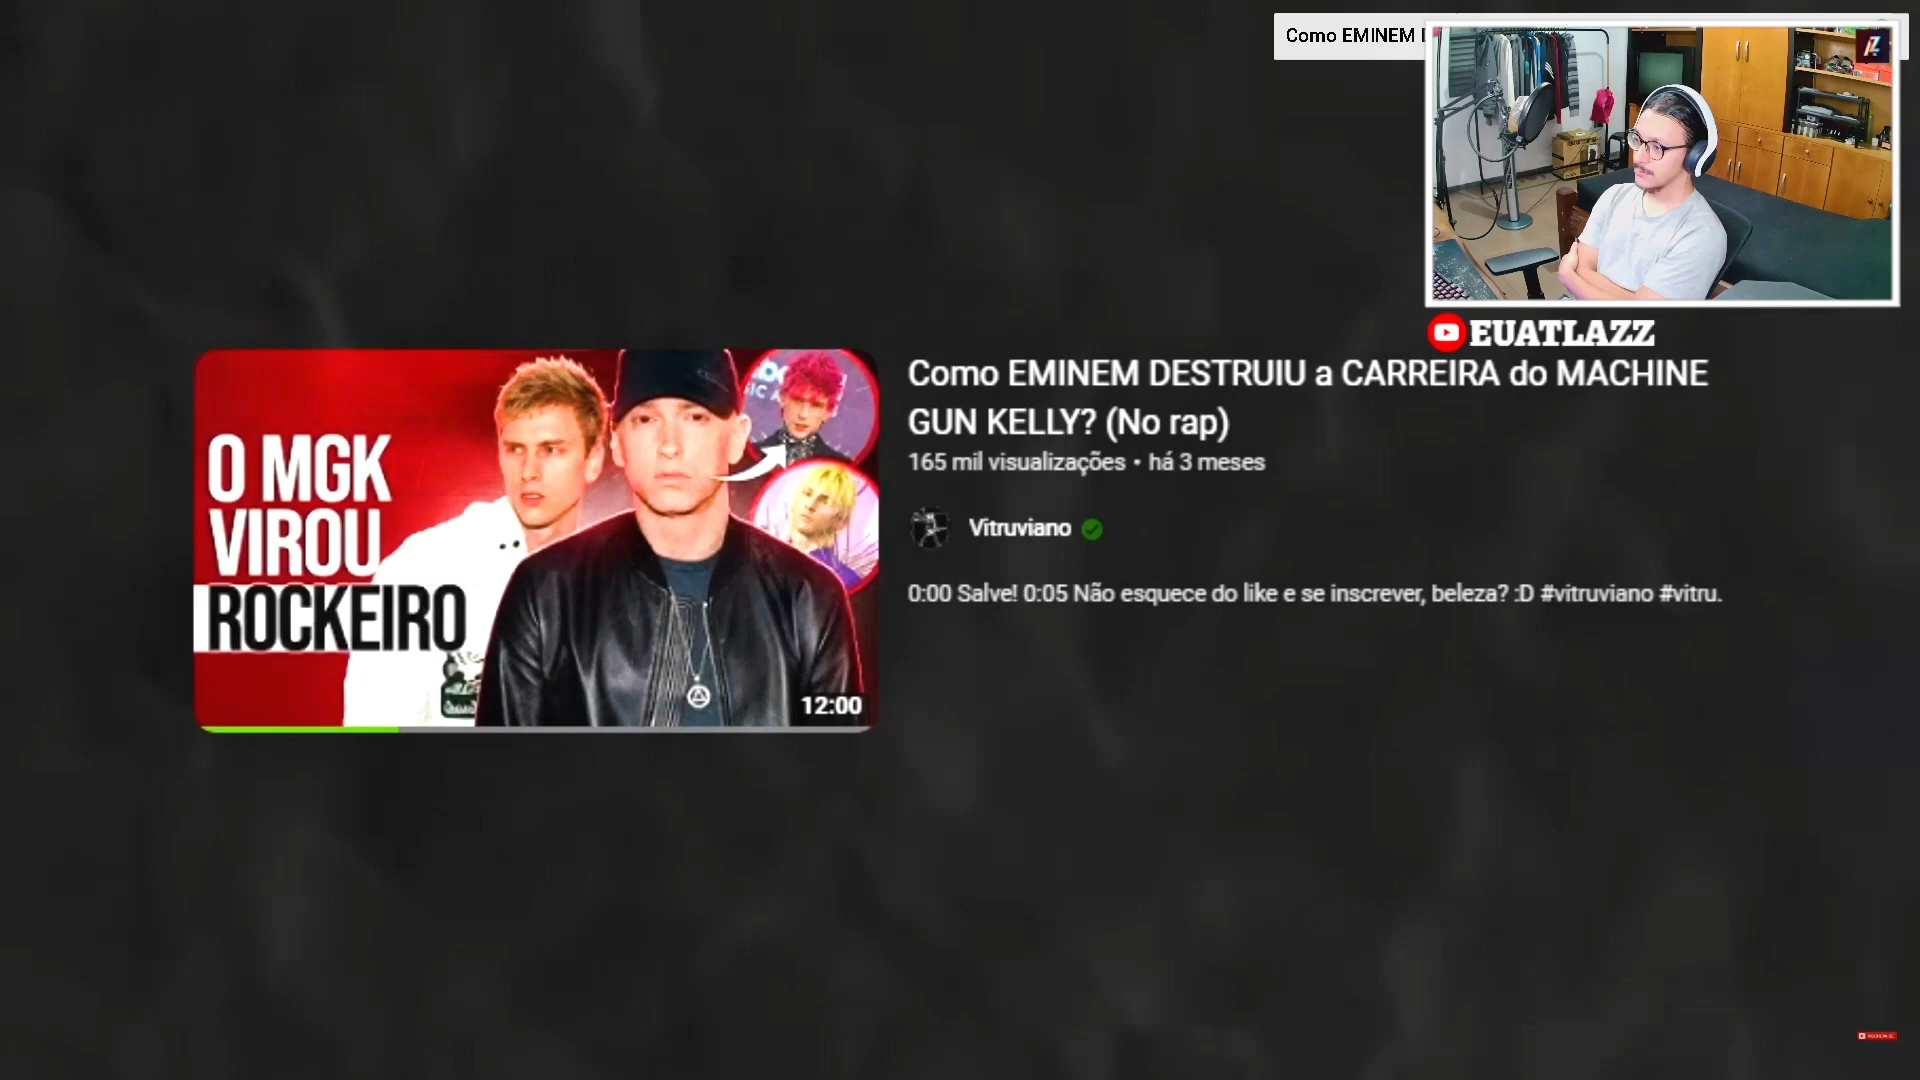 Como EMINEM
EUATLAZZ
Como EMINEM DESTRUIU a CARREIRA do MACHINE
GUN KELLY? (No rap)
165 mil visualizações • há 3 meses
Vitruviano
0:00 Salve! 0:05 Não esquece do like e se inscrever, beleza? :D #vitruviano #vitru.
O MGK
VIROU
ROCKEIRO
12:00